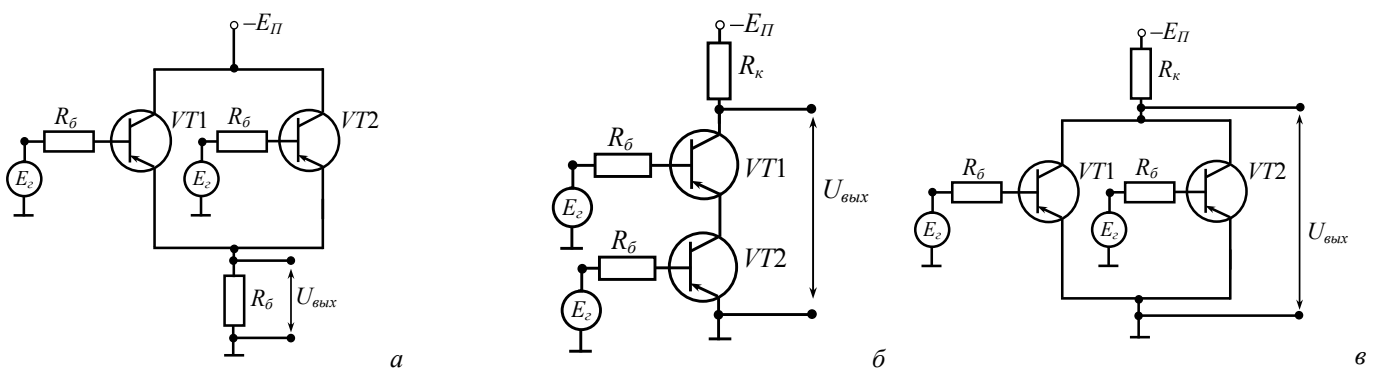 –E_П
R_б
VT1
R_б
VT2
E_г
E_г
R_б
U_вых
а
–E_П
R_к
R_б
VT1
E_г
U_вых
R_б
VT2
E_г
б
–E_П
R_к
R_б
VT1
R_б
VT2
E_г
E_г
U_вых
в